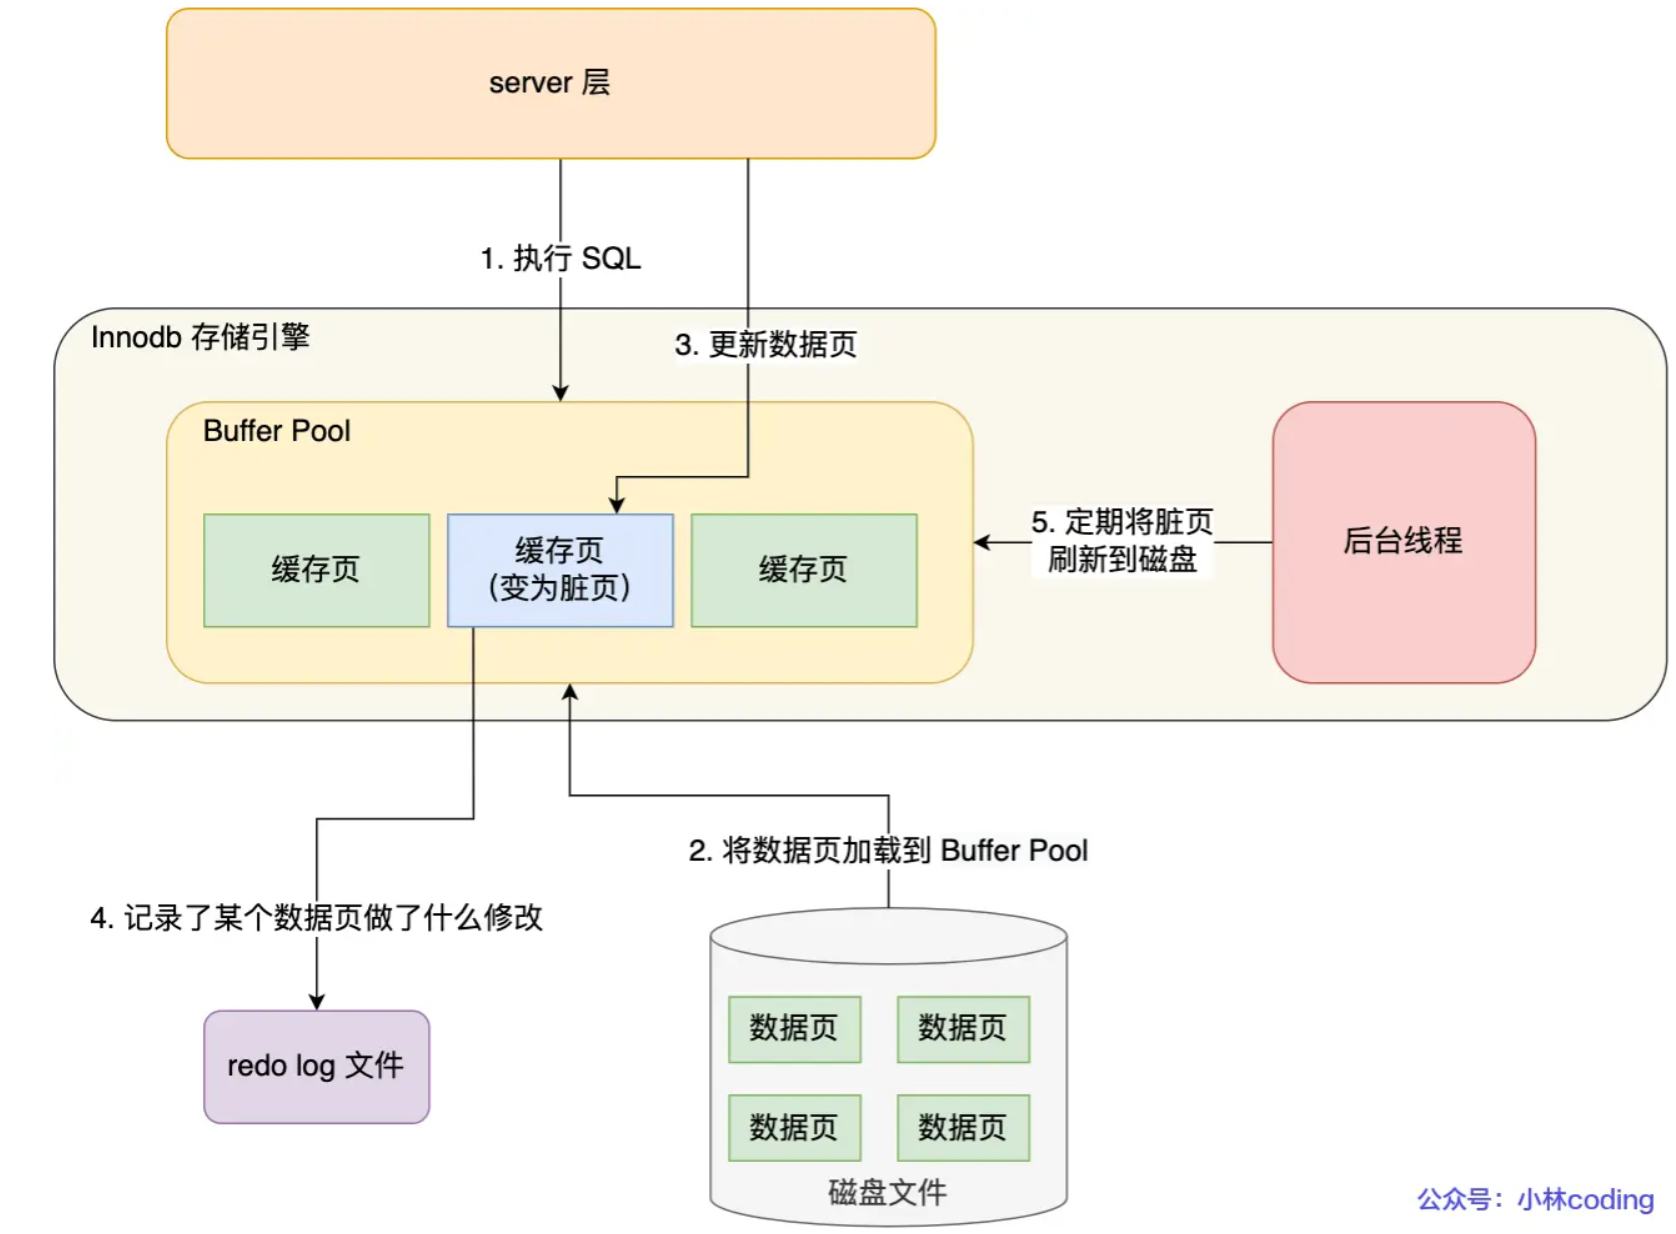 server 层
1. 执行 SQL
Innodb 存储引擎
3. 更新数据页
Buffer Pool
缓存页
缓存页
(变为脏页)
缓存页
5. 定期将脏页
刷新到磁盘
后台线程
2. 将数据页加载到 Buffer Pool
4. 记录了某个数据页做了什么修改
redo log 文件
数据页
数据页
数据页
数据页
磁盘文件
公众号：小林coding